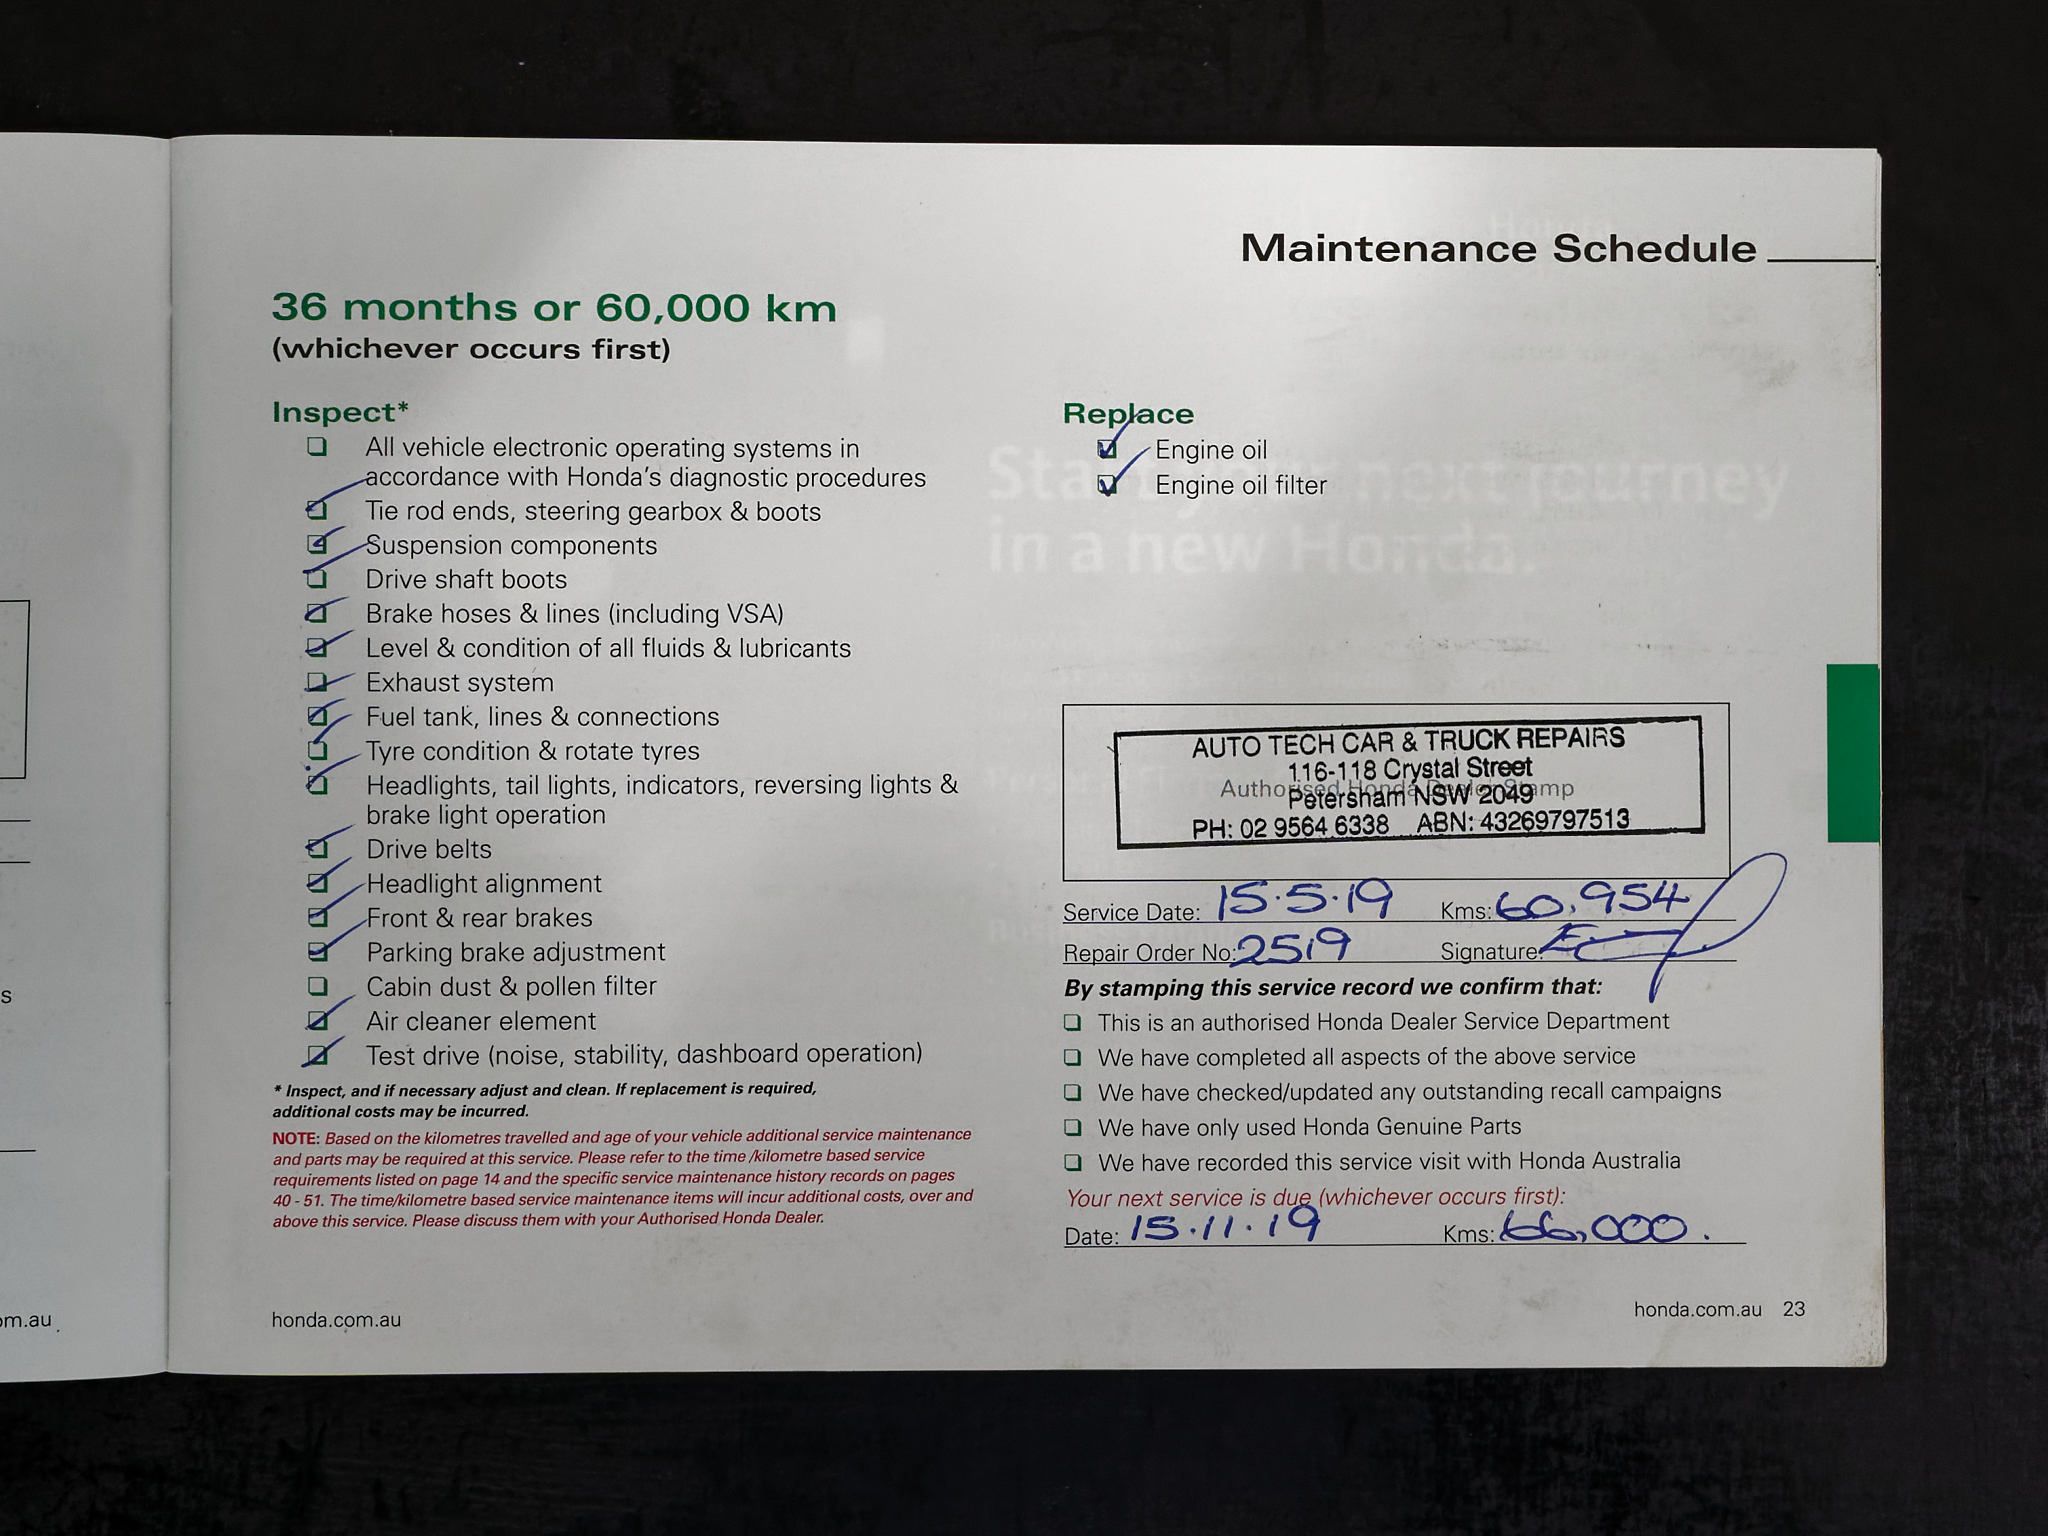 Maintenance Schedule
36 months or 60,000 km
(whichever occurs first)
Inspect*
All vehicle electronic operating systems in
accordance with Honda's diagnostic procedures
Tie rod ends, steering gearbox & boots
Suspension components
Drive shaft boots
Brake hoses & lines (including VSA)
Level & condition of all fluids & lubricants
Exhaust system
Fuel tank, lines & connections
Tyre condition & rotate tyres
Headlights, tail lights, indicators, reversing lights &
brake light operation
Drive belts
Headlight alignment
Front & rear brakes
Parking brake adjustment
Cabin dust & pollen filter
Air cleaner element
Test drive (noise, stability, dashboard operation)
* Inspect, and if necessary adjust and clean. If replacement is required,
additional costs may be incurred.
NOTE: Based on the kilometres travelled and age of your vehicle additional service maintenance
and parts may be required at this service. Please refer to the time /kilometre based service
requirements listed on page 14 and the specific service maintenance history records on pages
40 - 51. The time/kilometre based service maintenance items will incur additional costs, over and
above this service. Please discuss them with your Authorised Honda Dealer.
Replace
Engine oil
Engine oil filter
AUTO TECH CAR & TRUCK REPAIRS
116-118 Crystal Street
Authorised Honda Dealer Stamp
Petersham NSW 2049
PH: 02 9564 6338 ABN: 43269797513
Service Date: 15.5.19 Kms: 60,954
Repair Order No: 2519 Signature:
By stamping this service record we confirm that:
This is an authorised Honda Dealer Service Department
We have completed all aspects of the above service
We have checked/updated any outstanding recall campaigns
We have only used Honda Genuine Parts
We have recorded this service visit with Honda Australia
Your next service is due (whichever occurs first):
Date: 15.11.19 Kms: 66,000.
honda.com.au
honda.com.au 23
s
om.au